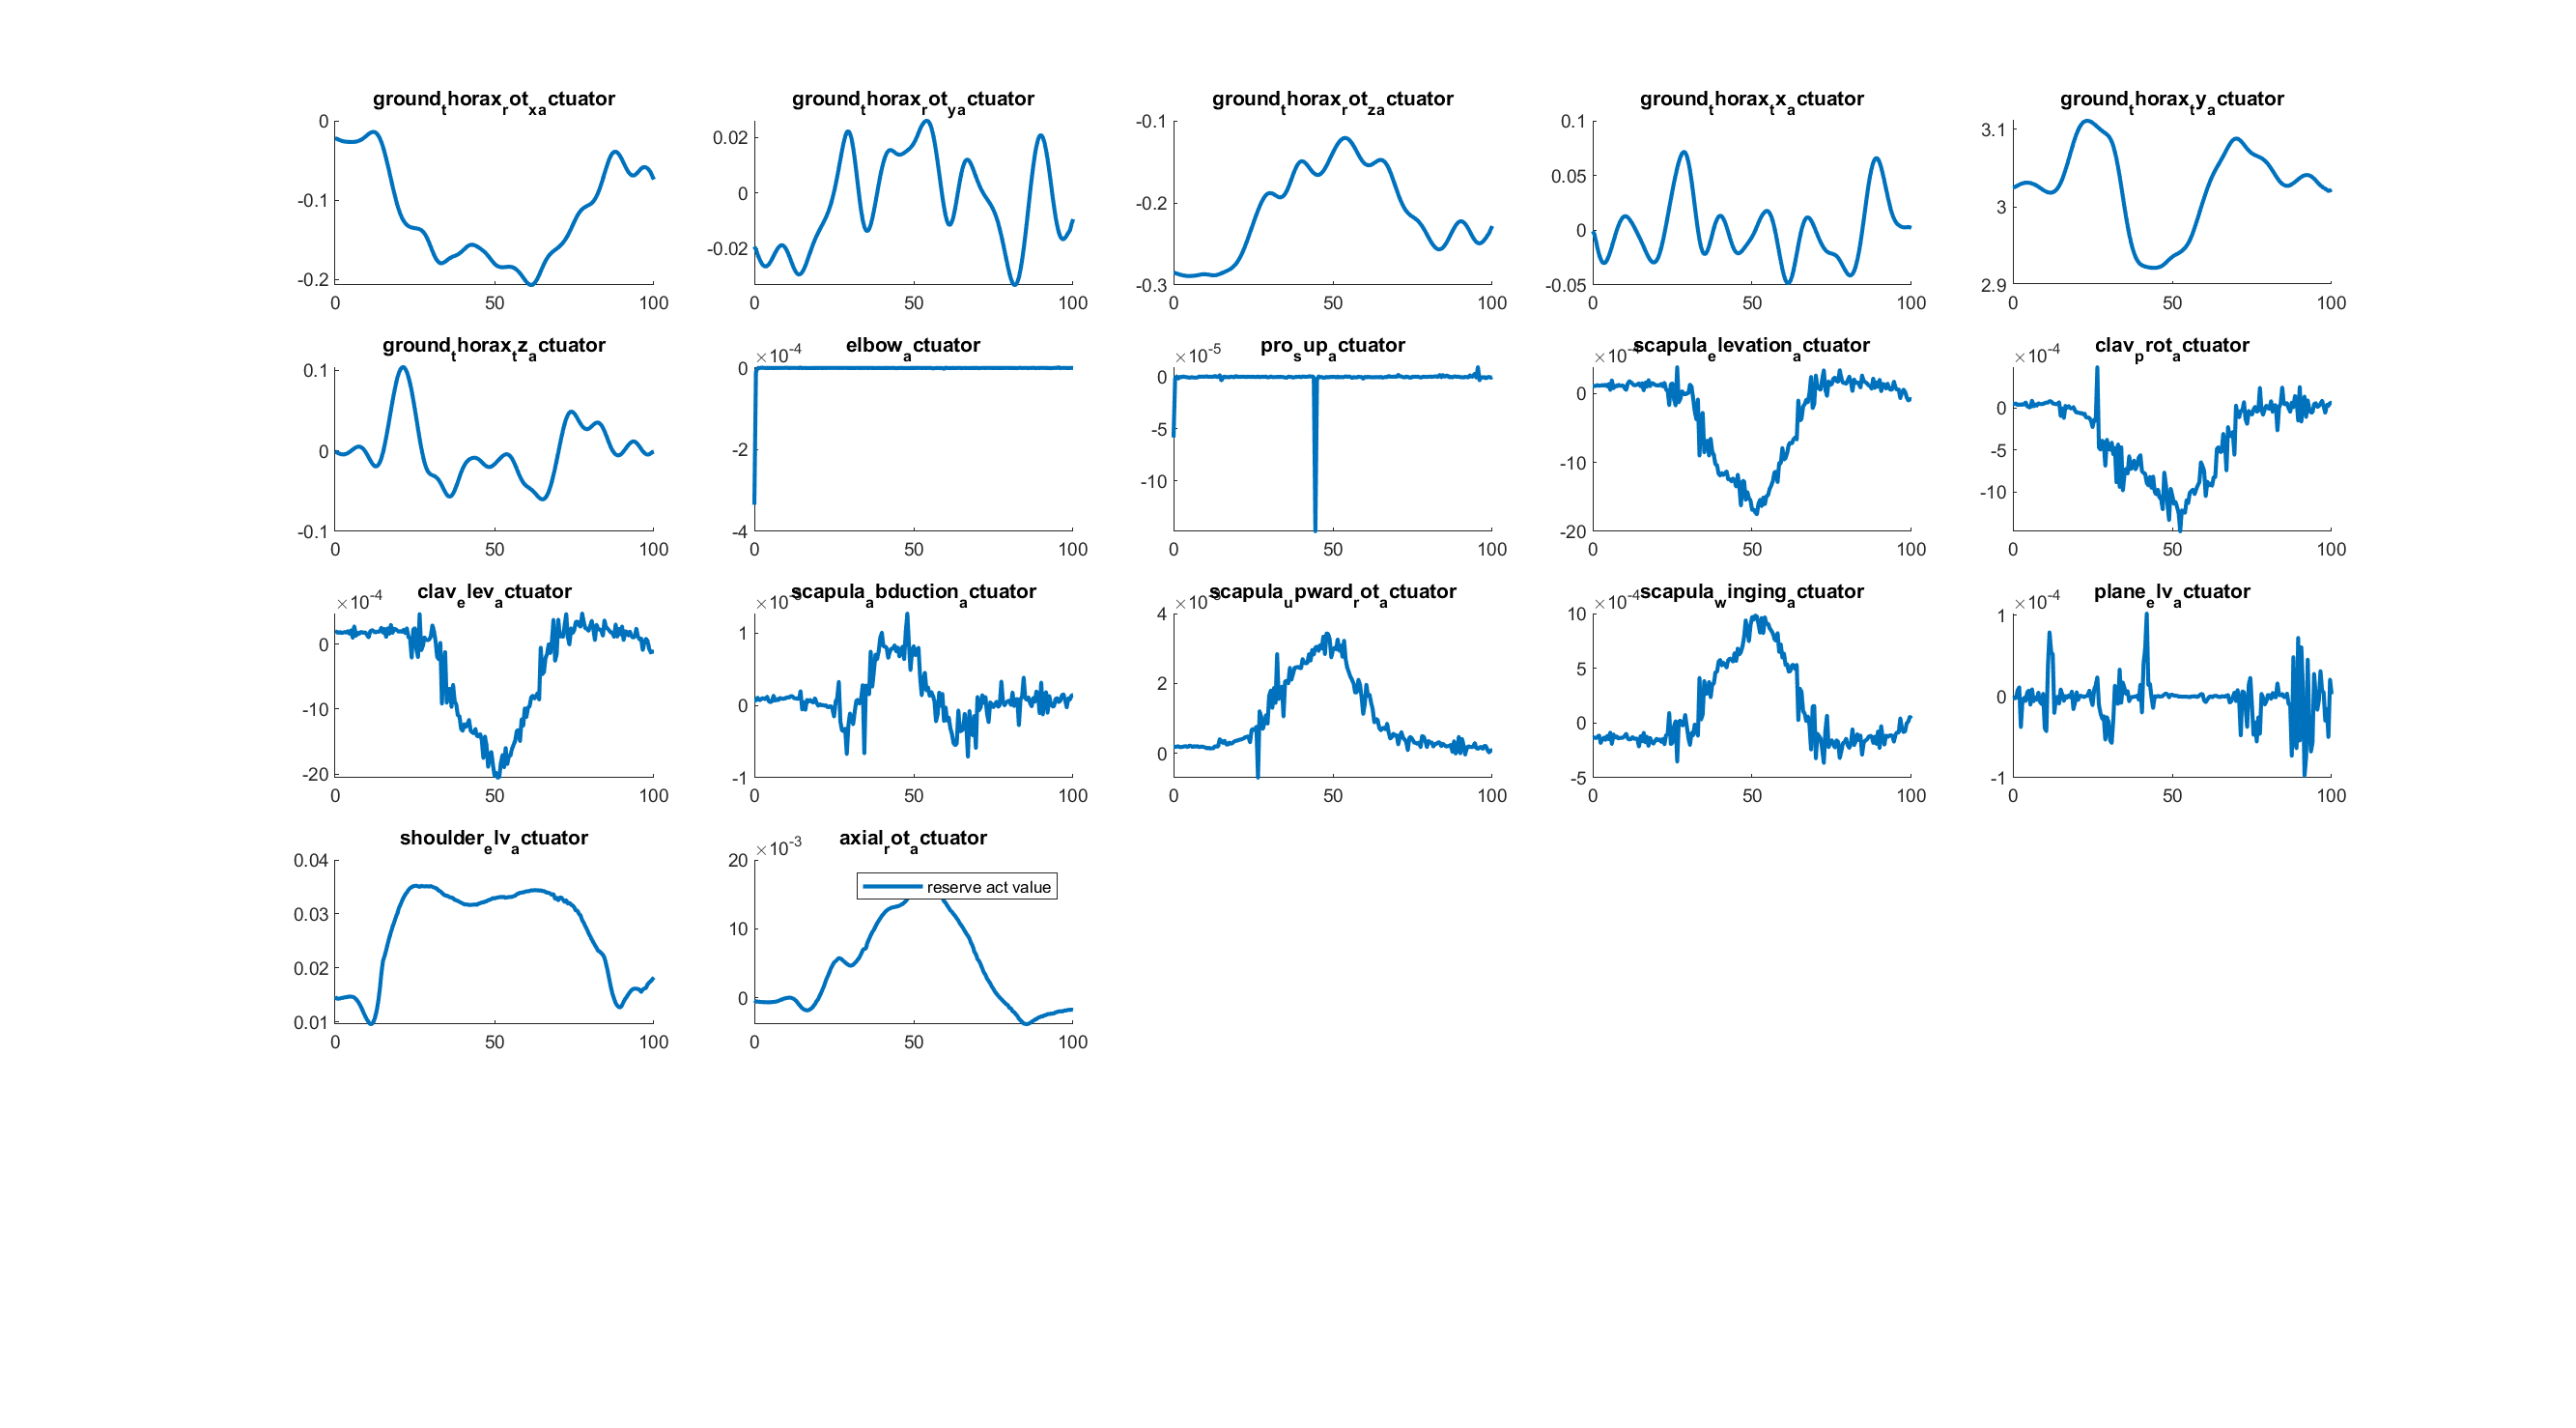 ground_thorax_rot_xa_ctuator ground_thorax_rot_ya_ctuator ground_thorax_rot_za_ctuator ground_thorax_tx_actuator ground_thorax_ty_actuator
0 -0.1 -0.2 0 50 100
0.02 0 -0.02 0 50 100
-0.1 -0.2 -0.3 0 50 100
0.1 0.05 0 -0.05 0 50 100
3.1 3 2.9 0 50 100
ground_thorax_tz_actuator elbow_actuator pro_sup_actuator scapula_elevation_actuator clav_prot_actuator
0.1 0 -0.1 0 50 100
×10-4 0 -2 -4 0 50 100
×10-5 0 -5 -10 0 50 100
×10-4 0 -10 -20 0 50 100
×10-4 0 -5 -10 0 50 100
clav_elev_actuator scapula_abduction_actuator scapula_upward_rot_actuator scapula_winging_actuator plane_elv_actuator
×10-4 0 -10 -20 0 50 100
1 0 -1 0 50 100
4 2 0 0 50 100
×10-4 10 5 0 -5 0 50 100
×10-4 1 0 -1 0 50 100
shoulder_elv_actuator axial_rot_actuator
0.04 0.03 0.02 0.01 0 50 100
×10-3 20 10 0 0 50 100
reserve act value